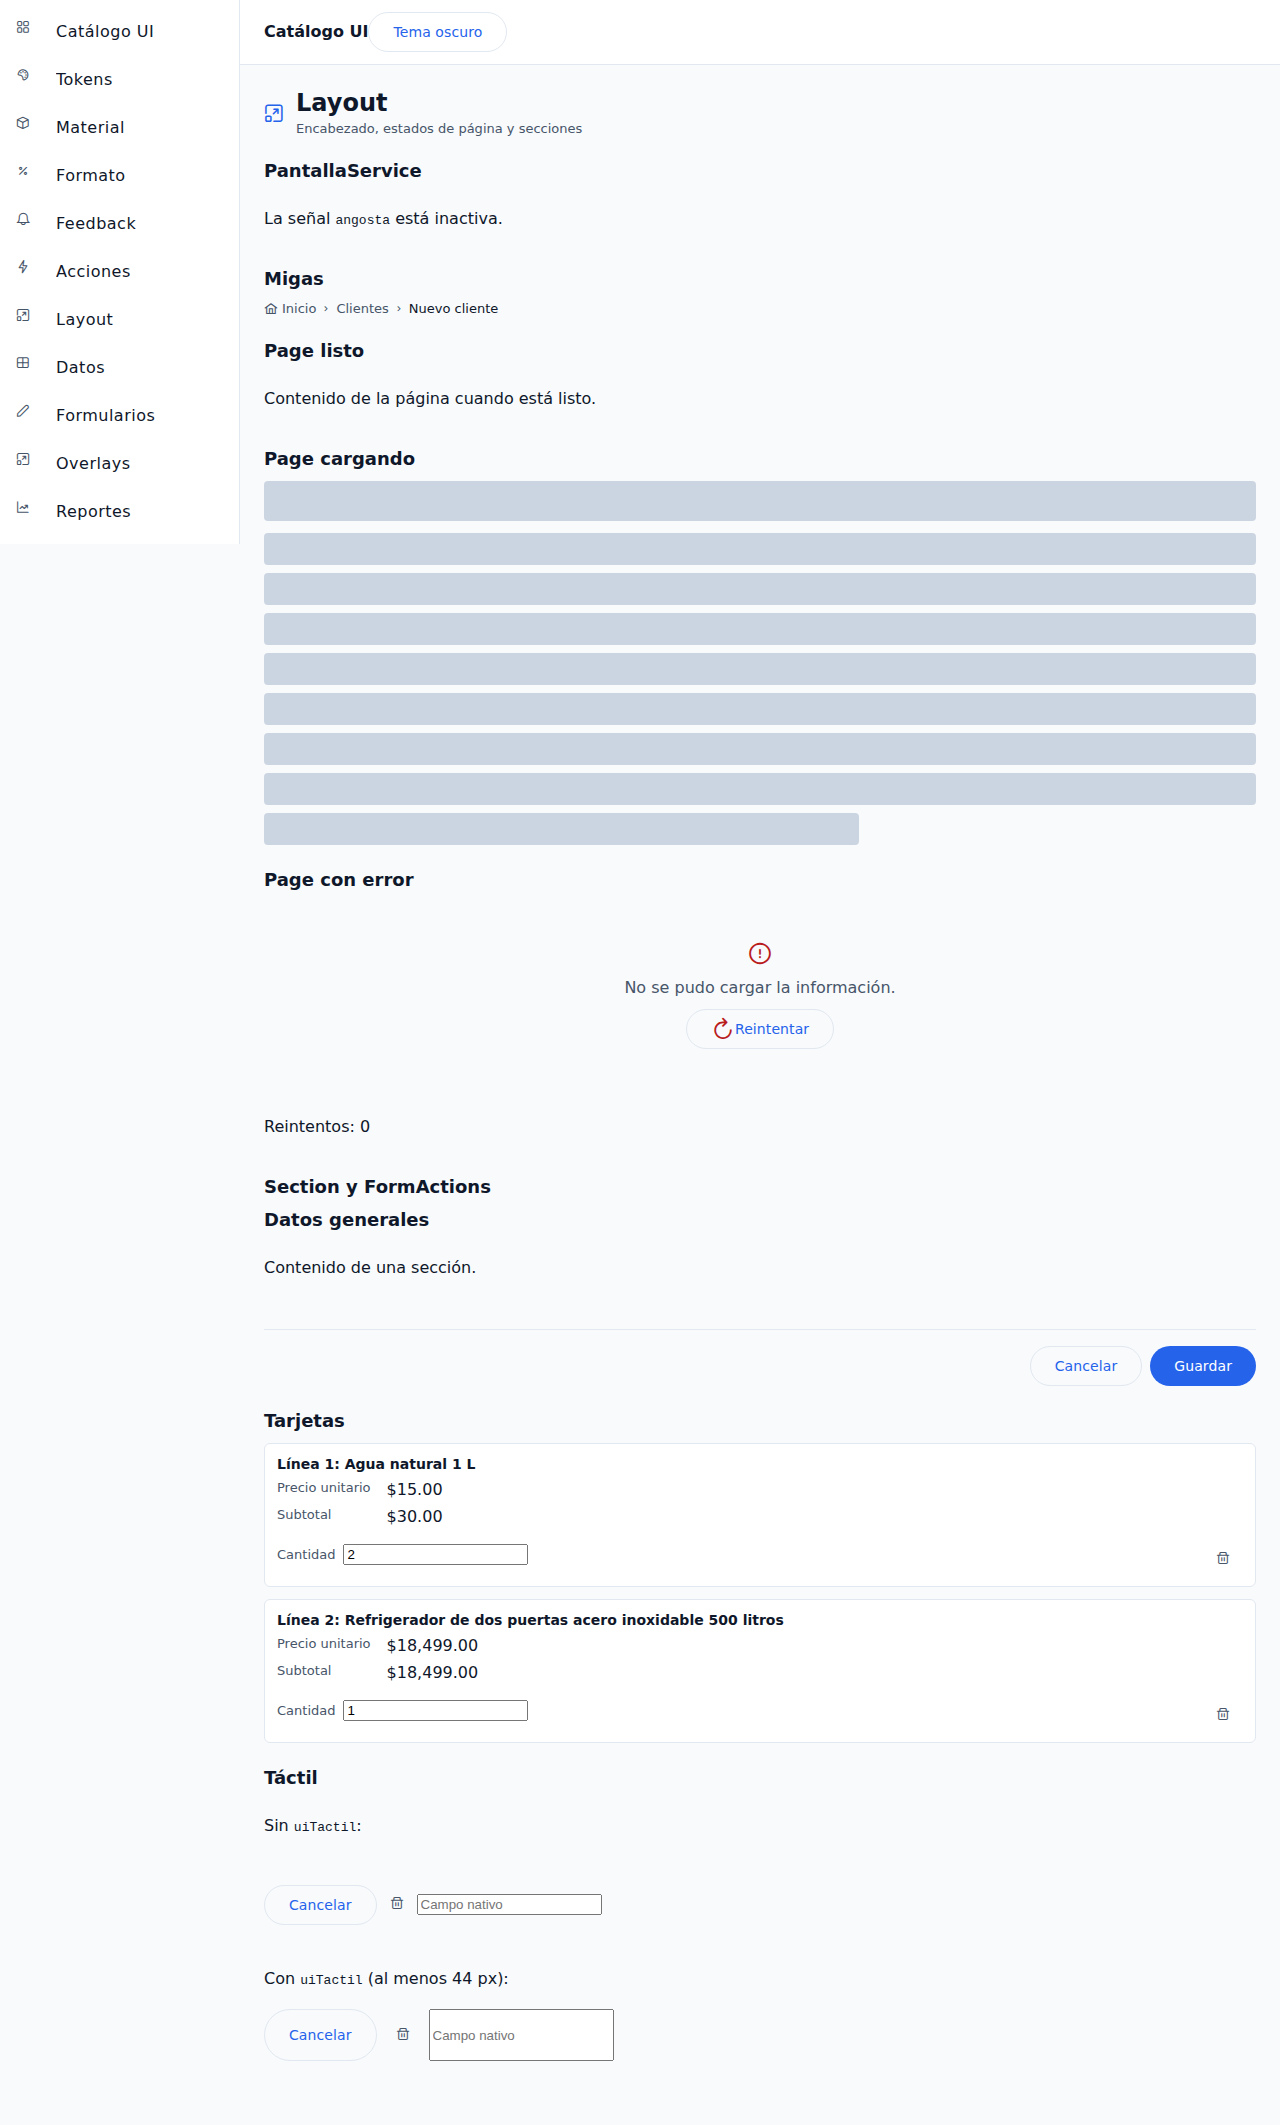 Catálogo UI
Tokens
Material
Formato
Feedback
Acciones
Layout
Datos
Formularios
Overlays
Reportes
Catálogo UI Tema oscuro
Layout
Encabezado, estados de página y secciones
PantallaService
La señal angosta está inactiva.
Migas
Inicio › Clientes › Nuevo cliente
Page listo
Contenido de la página cuando está listo.
Page cargando
Page con error
No se pudo cargar la información.
Reintentar
Reintentos: 0
Section y FormActions
Datos generales
Contenido de una sección.
Cancelar Guardar
Tarjetas
Línea 1: Agua natural 1 L
Precio unitario $15.00
Subtotal $30.00
Cantidad 2
Línea 2: Refrigerador de dos puertas acero inoxidable 500 litros
Precio unitario $18,499.00
Subtotal $18,499.00
Cantidad 1
Táctil
Sin uiTactil:
Cancelar Campo nativo
Con uiTactil (al menos 44 px):
Cancelar Campo nativo